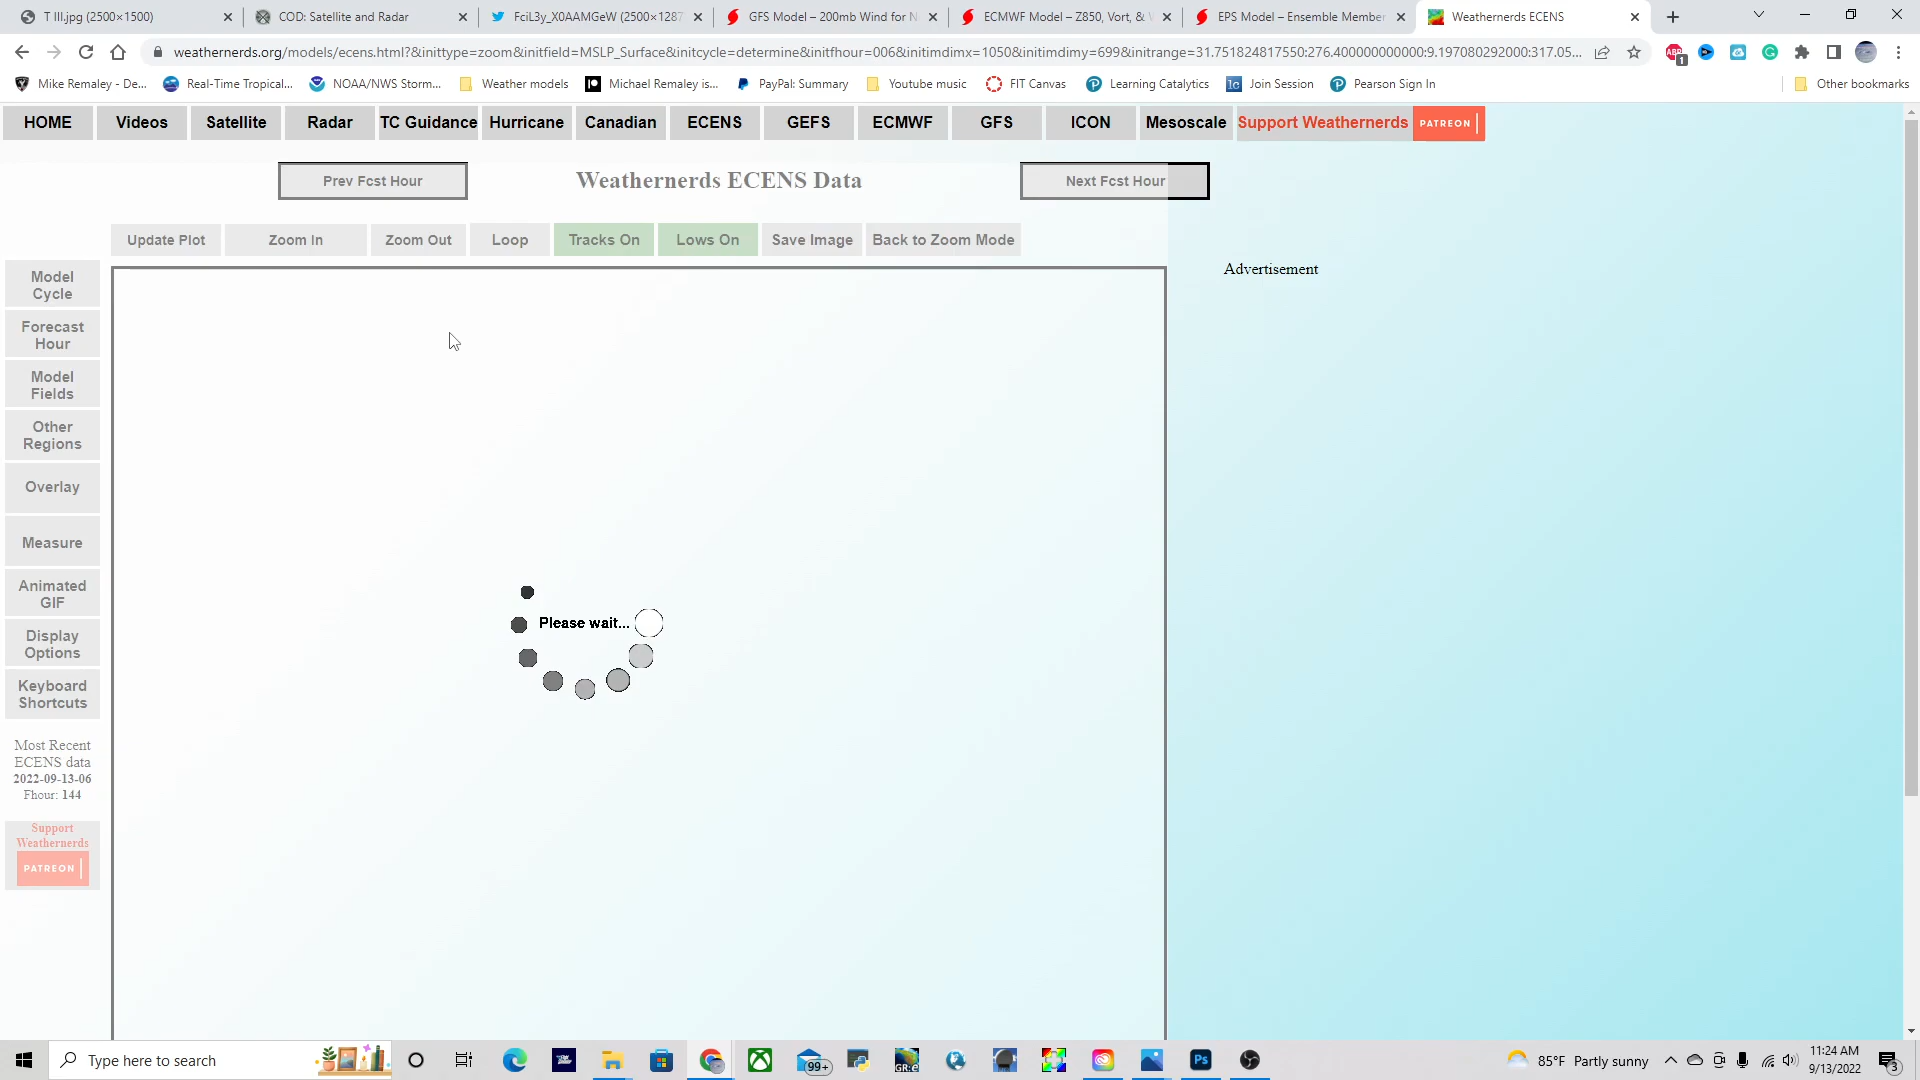 T III.jpg (2500×1500)
COD: Satellite and Radar
FciL3y_X0AAMGeW (2500×1287
GFS Model – 200mb Wind for N
ECMWF Model – Z850, Vort, & W
EPS Model – Ensemble Member
Weathernerds ECENS
weathernerds.org/models/ecens.html?&inittype=zoom&initfield=MSLP_Surface&initcycle=determine&initfhour=006&initimdimx=1050&initimdimy=699&initrange=31.751824817550:276.400000000000:9.197080292000:317.05...
ABP
1
Mike Remaley - De...
Real-Time Tropical...
NOAA/NWS Storm...
Weather models
Michael Remaley is...
PayPal: Summary
Youtube music
FIT Canvas
Learning Catalytics
lc
Join Session
Pearson Sign In
Other bookmarks
HOME
Videos
Satellite
Radar
TC Guidance
Hurricane
Canadian
ECENS
GEFS
ECMWF
GFS
ICON
Mesoscale
Support Weathernerds
PATREON
Prev Fcst Hour
Weathernerds ECENS Data
Next Fcst Hour
Update Plot
Zoom In
Zoom Out
Loop
Tracks On
Lows On
Save Image
Back to Zoom Mode
Advertisement
Model
Cycle
Forecast
Hour
Model
Fields
Other
Regions
Overlay
Measure
Animated
GIF
Display
Options
Keyboard
Shortcuts
Please wait...
Most Recent
ECENS data
2022-09-13-06
Fhour: 144
Support
Weathernerds
PATREON
Type here to search
99+
GR2
Ps
85°F Partly sunny
11:24 AM
9/13/2022
3